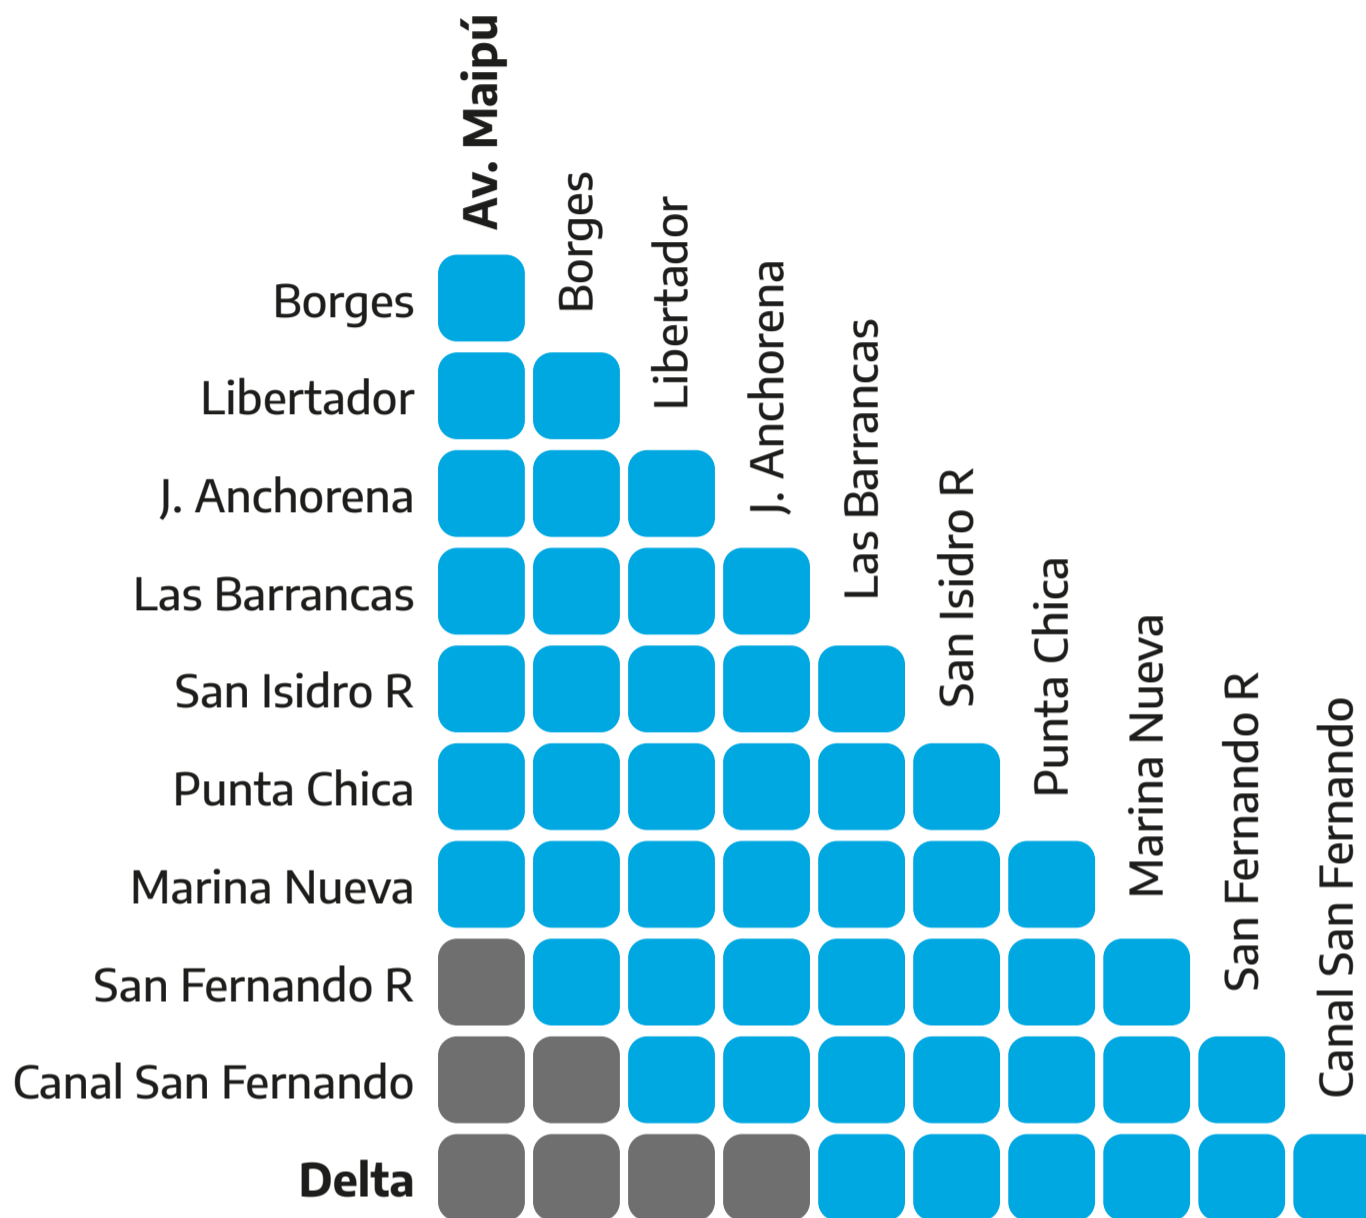 Av. Maipú
Borges
Libertador
J. Anchorena
Las Barrancas
San Isidro R
Punta Chica
Marina Nueva
San Fernando R
Canal San Fernando
Borges
Libertador
J. Anchorena
Las Barrancas
San Isidro R
Punta Chica
Marina Nueva
San Fernando R
Canal San Fernando
Delta